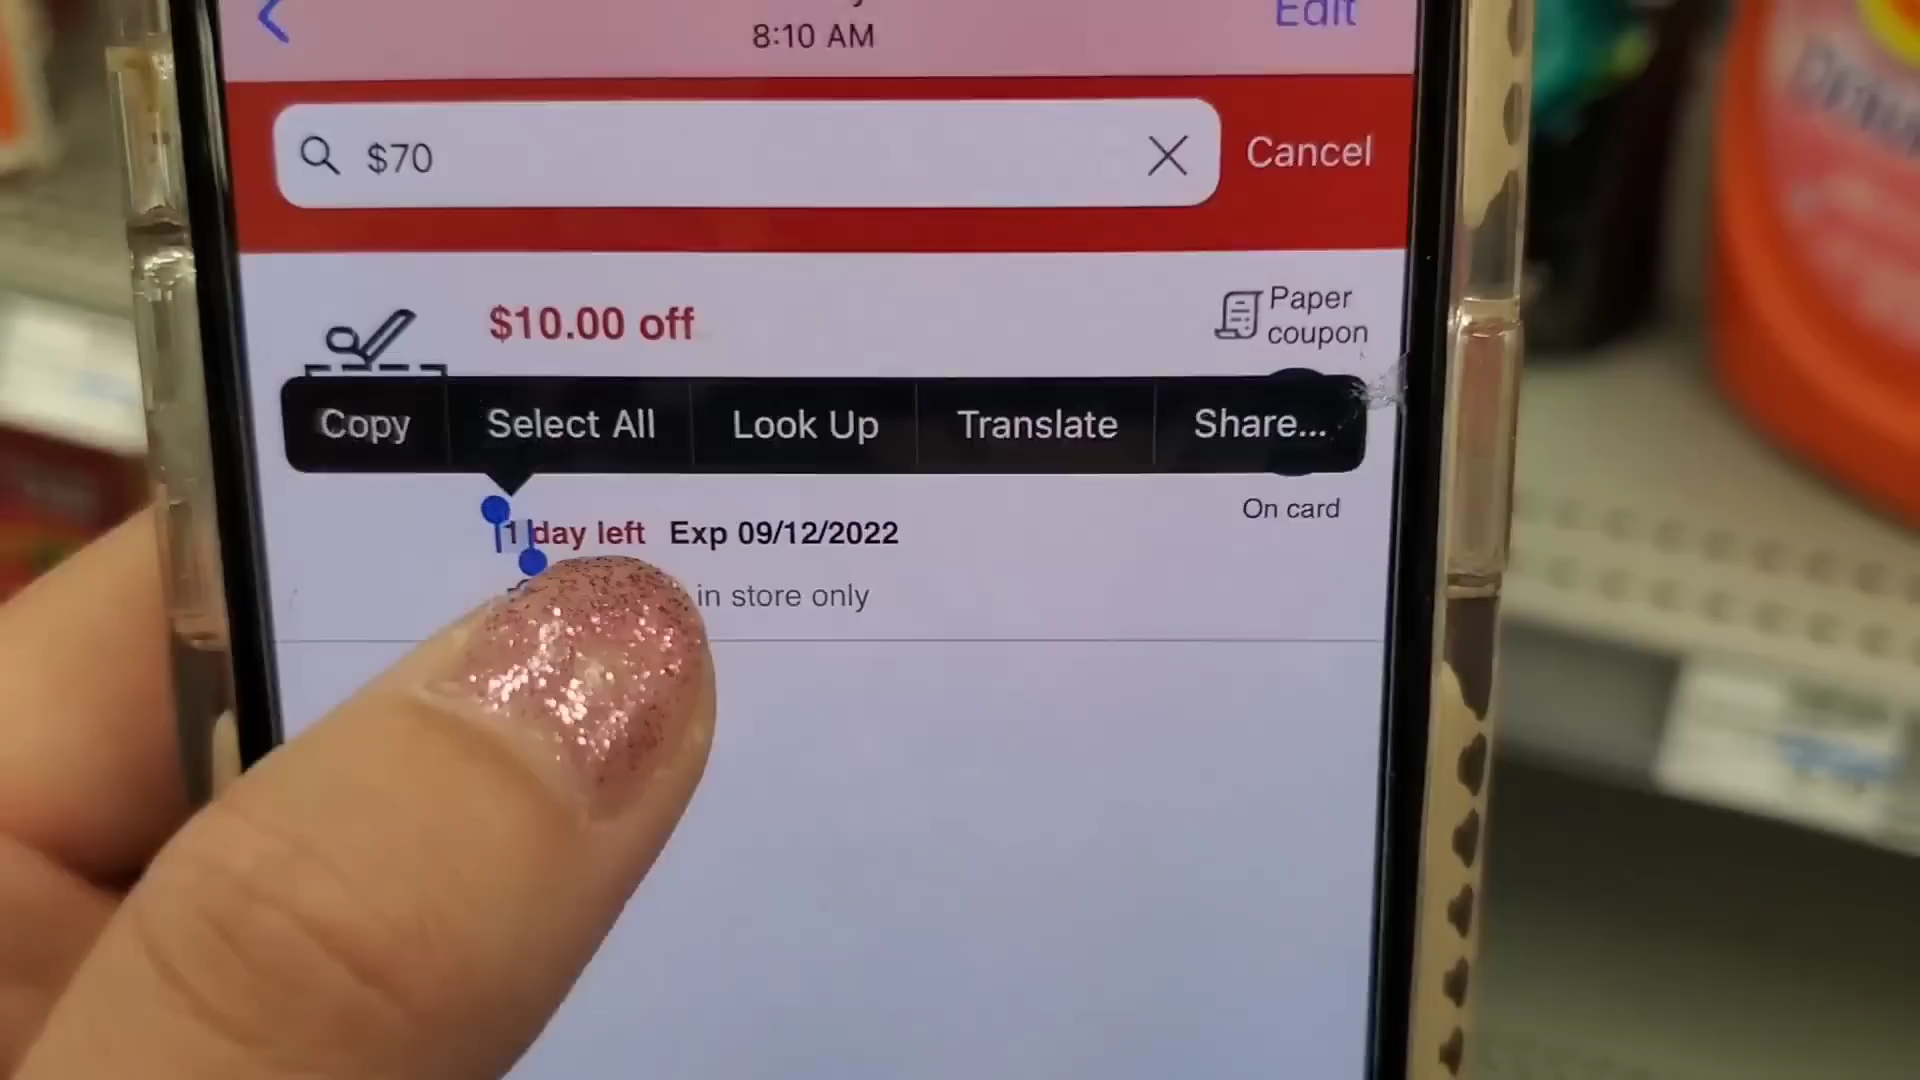 8:10 AM
Edit
$70
Cancel
$10.00 off
Paper
coupon
Copy
Select All
Look Up
Translate
Share...
On card
1 day left Exp 09/12/2022
in store only